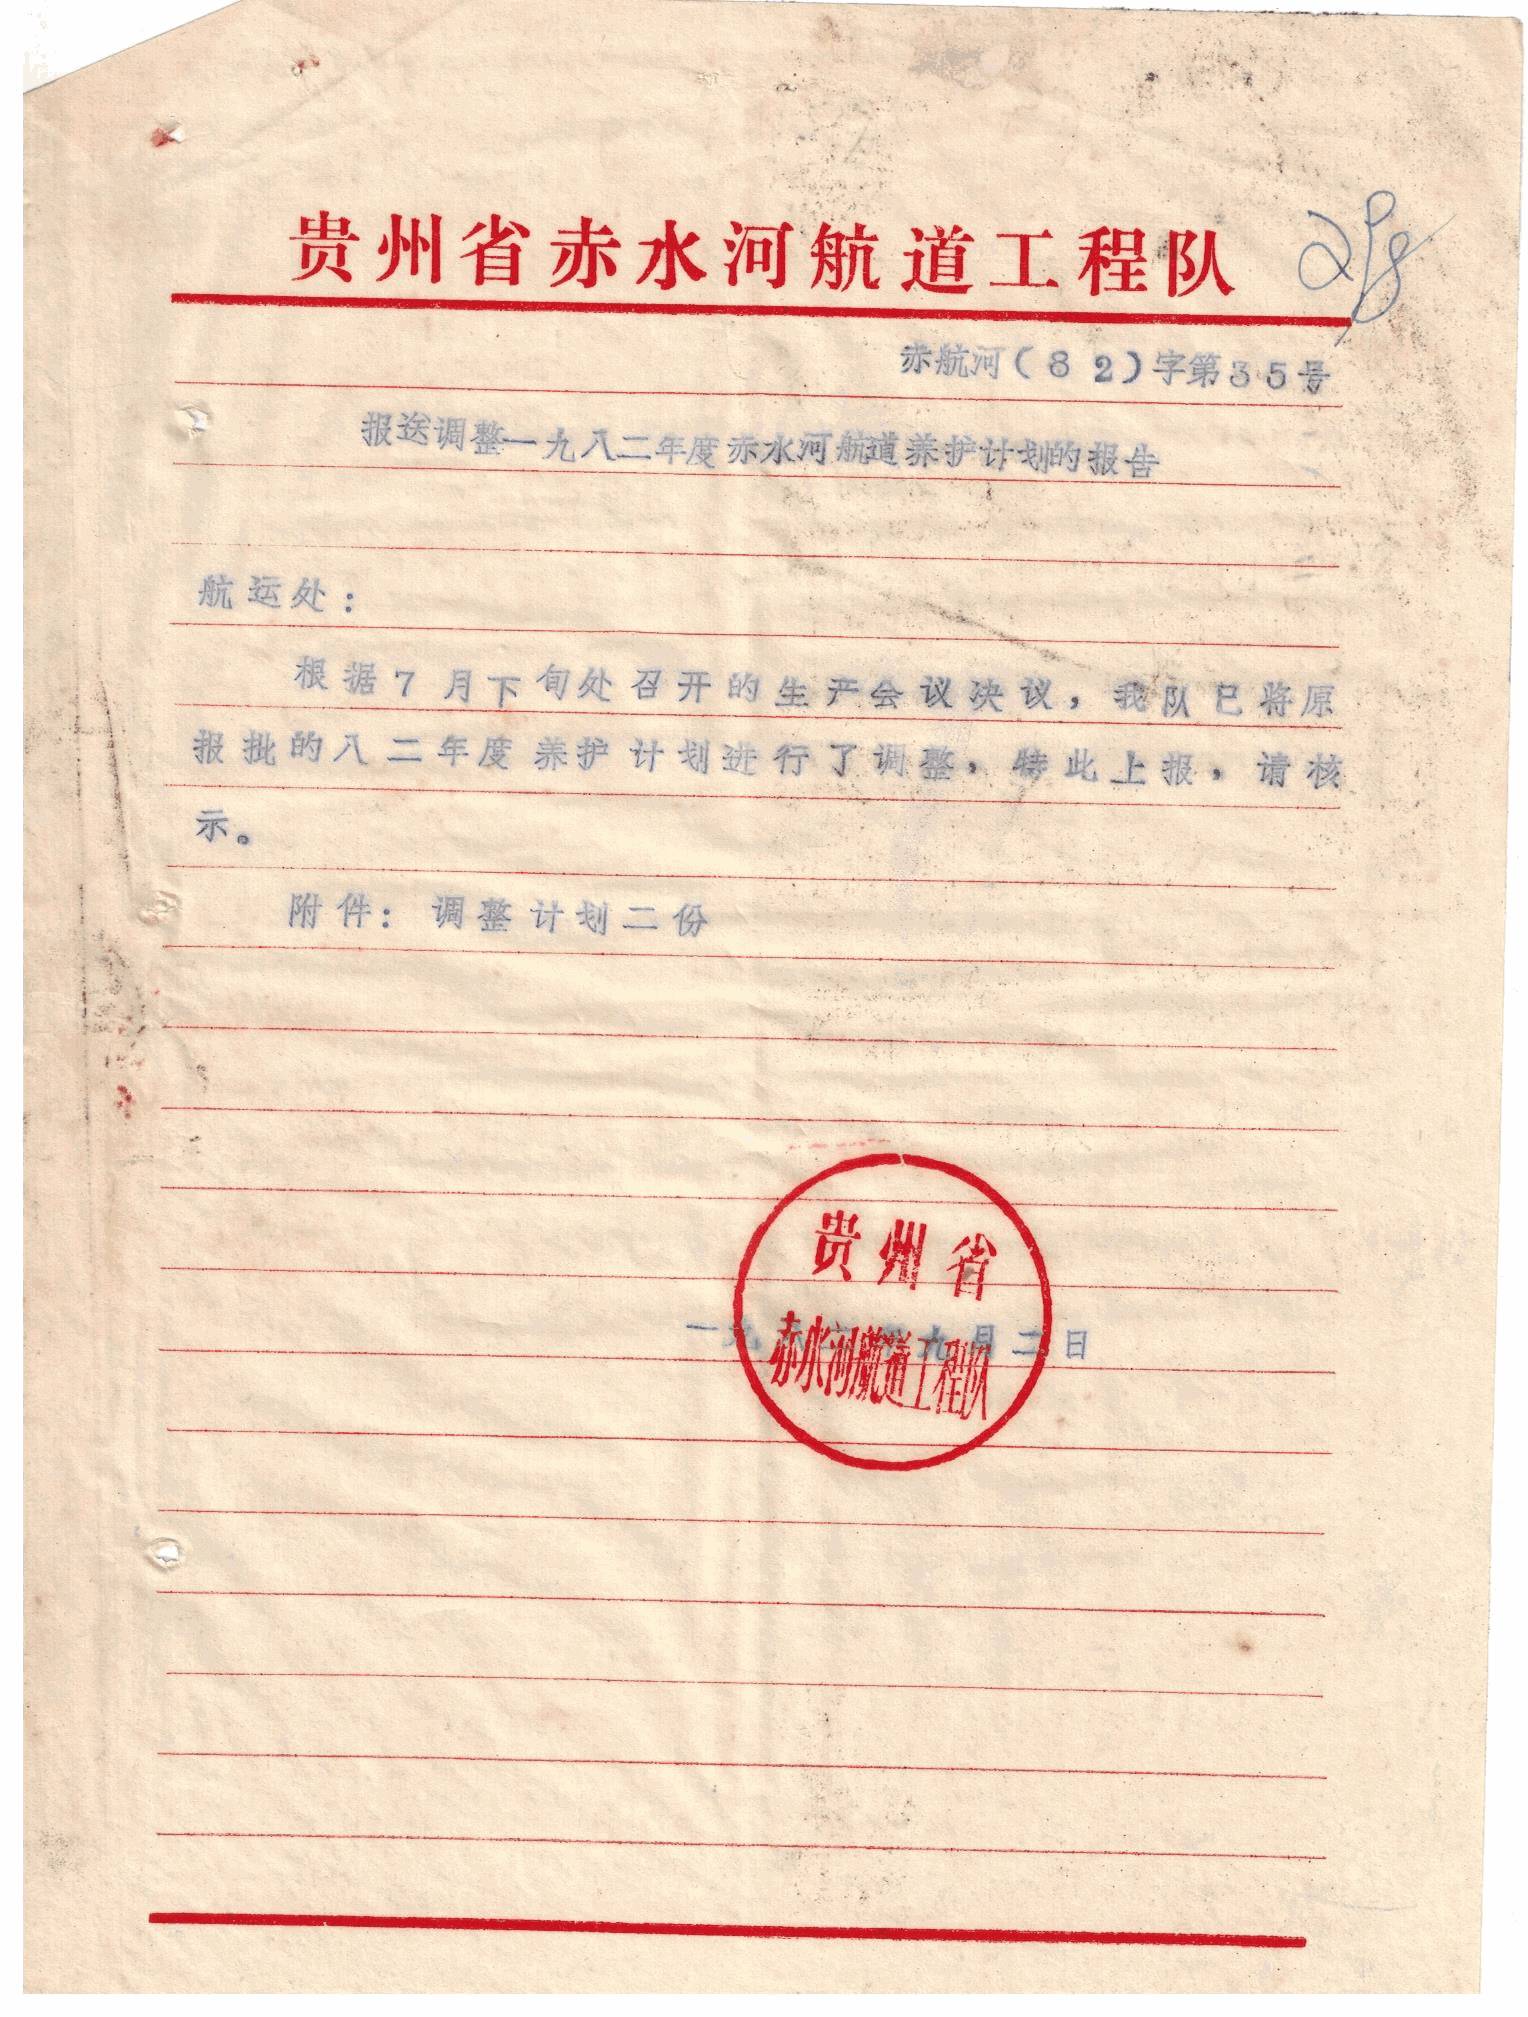 贵州省赤水河航道工程队
赤航河（82）字第35号
报送调整一九八二年度赤水河航道养护计划的报告
航运处：
根据7月下旬处召开的生产会议决议，我队已将原
报批的八二年度养护计划进行了调整，特此上报，请核
示。
附件：调整计划二份
贵州省
一九八二年九月二日
赤水河航道工程队